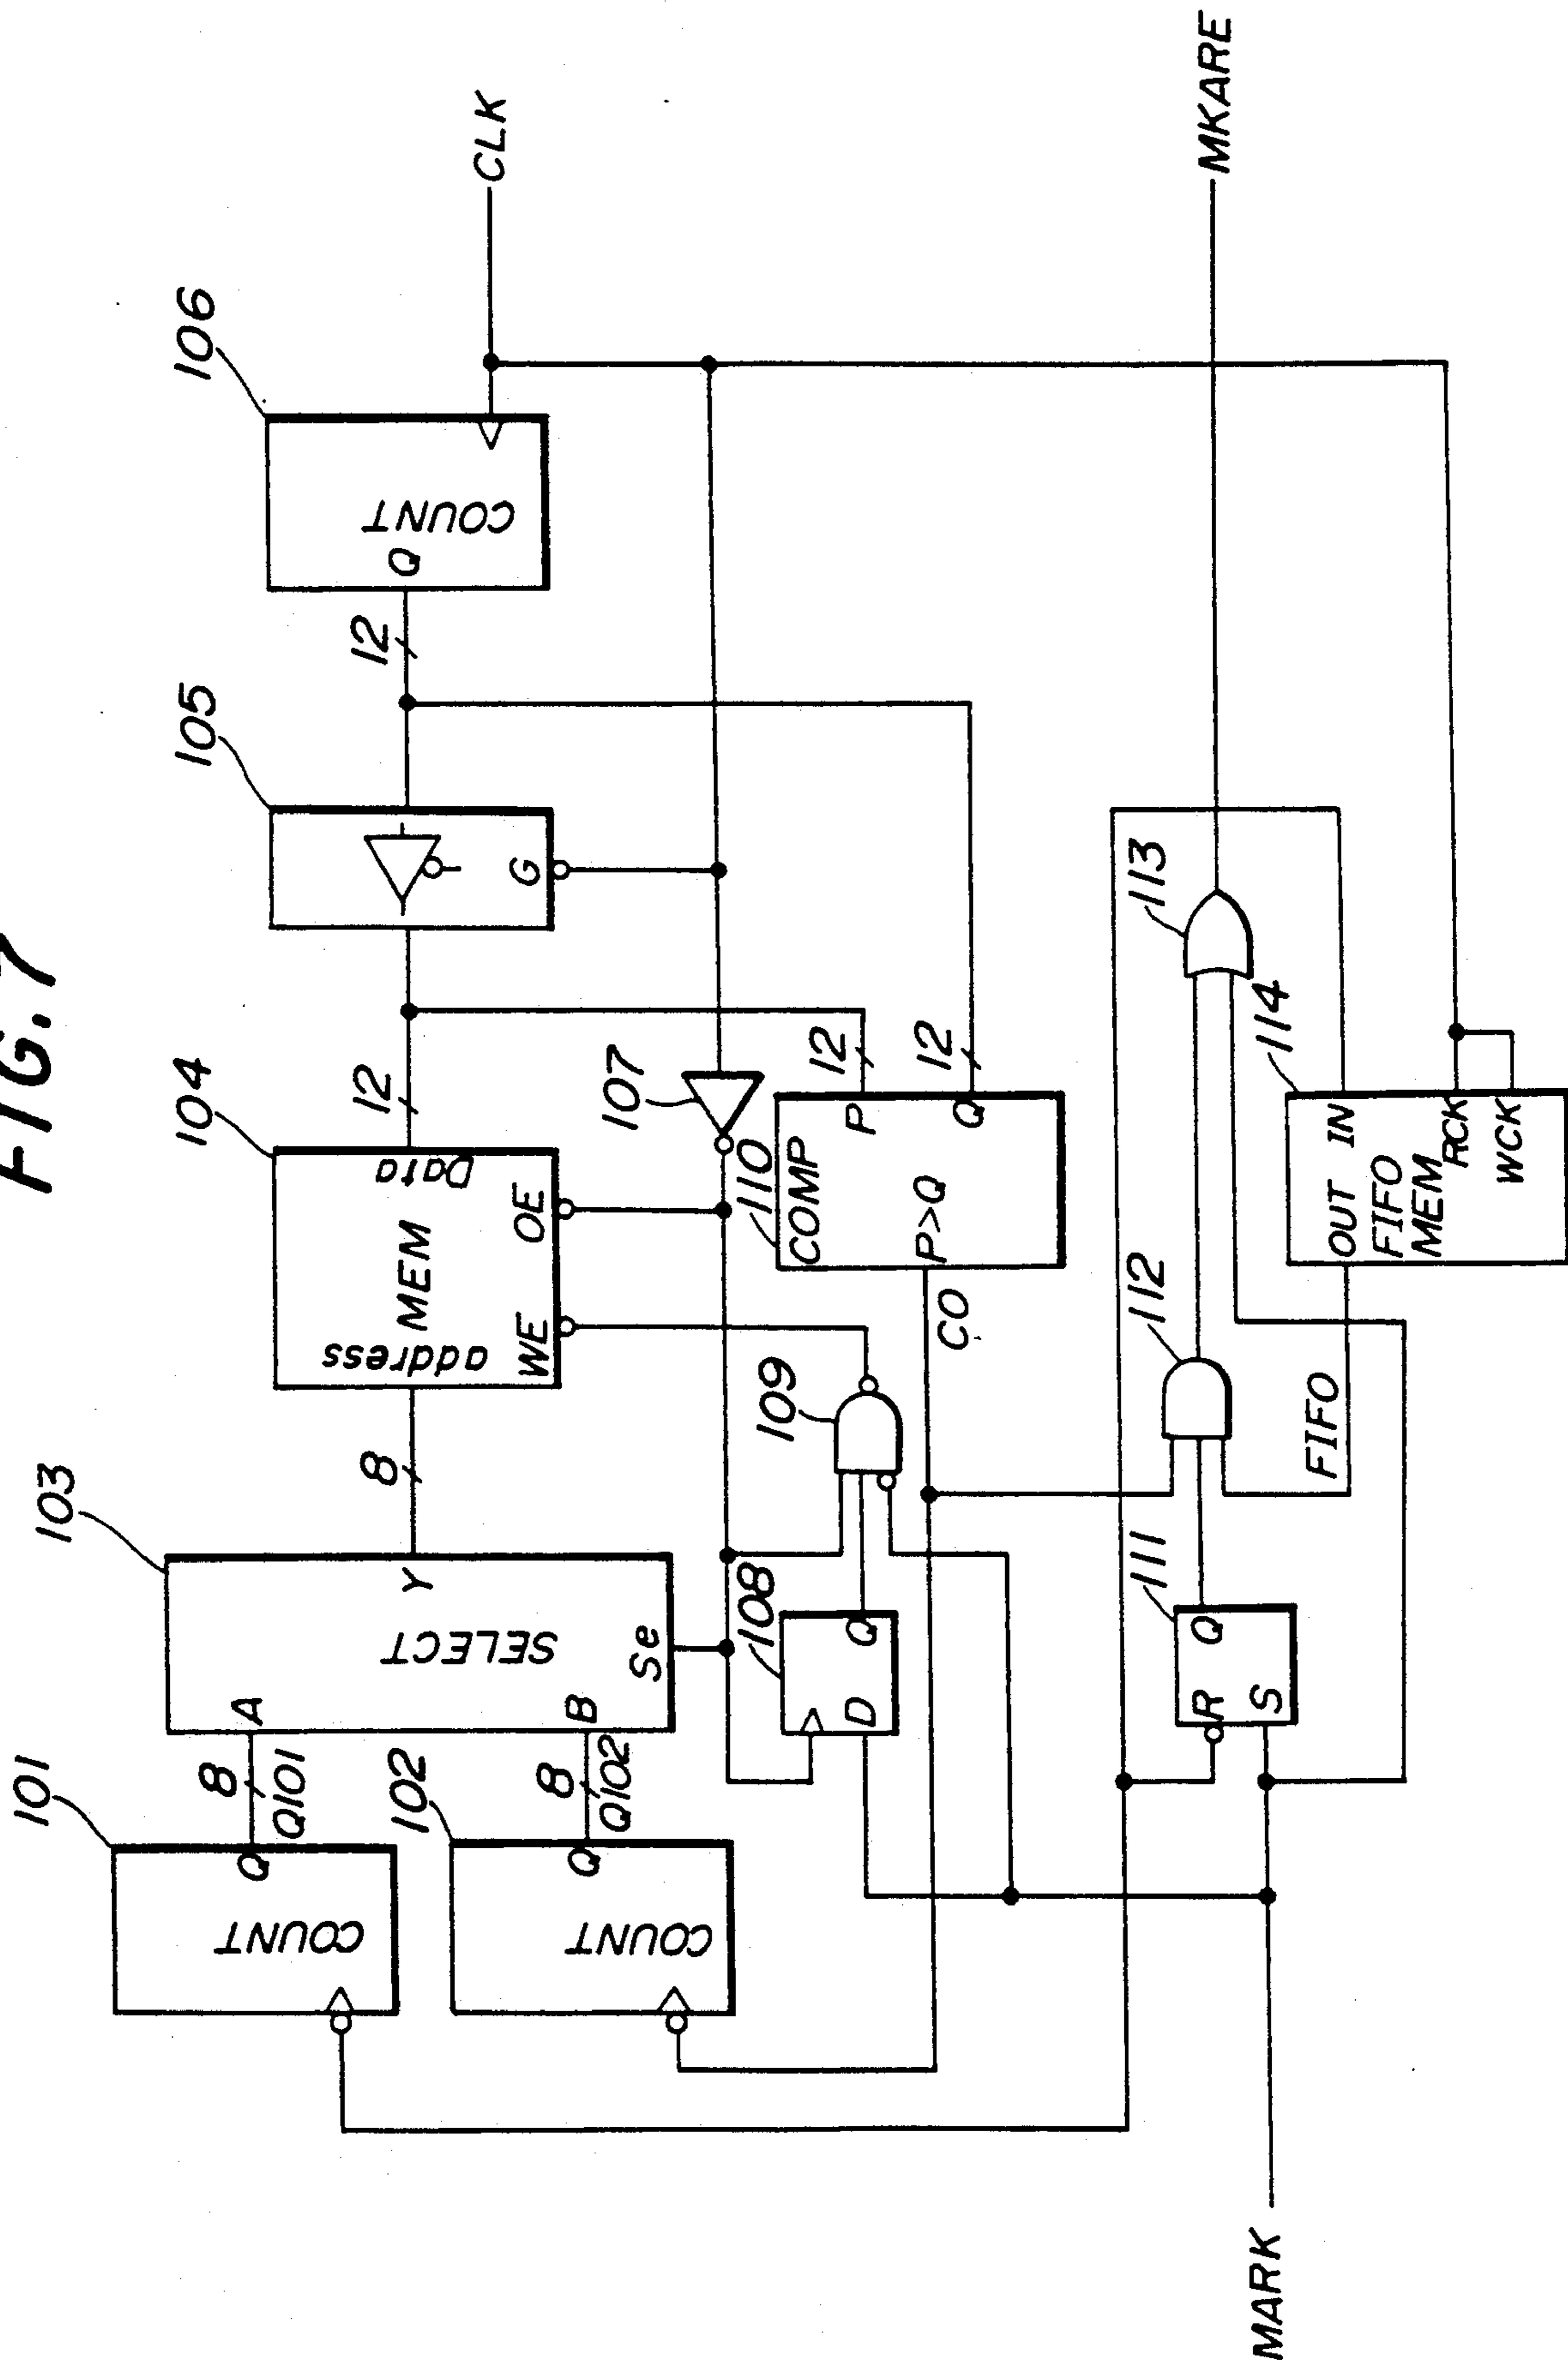 FIG. 7
101
COUNT
Q
8
Q101
102
COUNT
Q
8
Q102
103
A
B
SELECT
Y
Se
8
104
address
MEM
Data
WE
OE
12
105
G
12
106
Q
COUNT
CLK
107
108
D
Q
109
110
COMP
P
Q
P>Q
12
12
CO
111
R
S
Q
112
113
FIFO
114
OUT IN
FIFO
MEM
RCK
WCK
MARK
MKARE